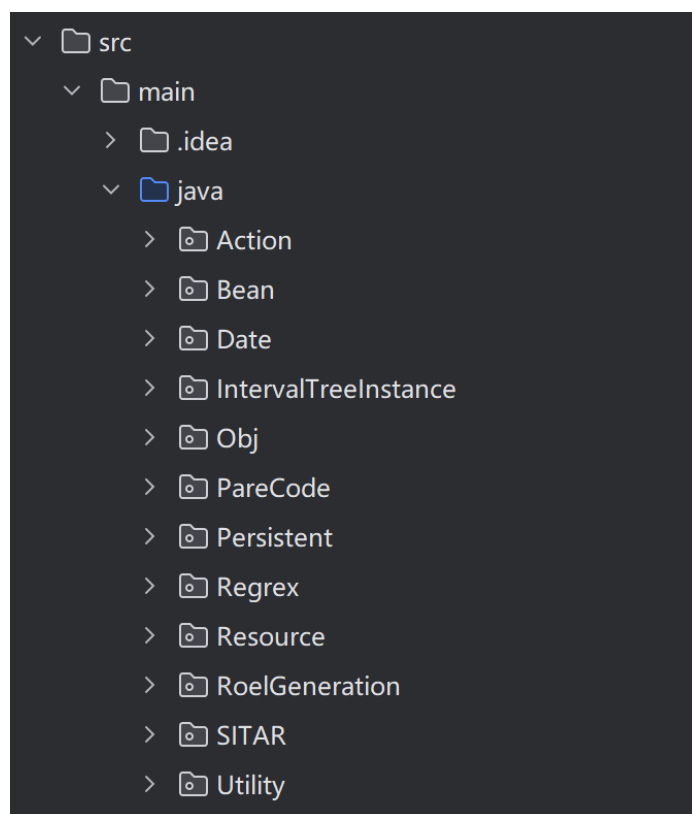 src
main
.idea
java
Action
Bean
Date
IntervalTreeInstance
Obj
PareCode
Persistent
Regrex
Resource
RoelGeneration
SITAR
Utility